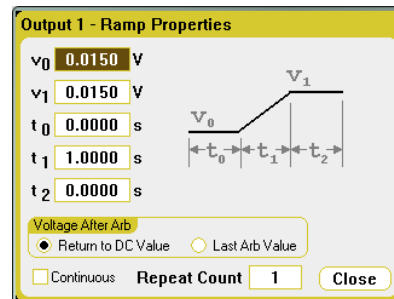 Output 1 - Ramp Properties
v0 0.0150 V
v1 0.0150 V
t0 0.0000 s
t1 1.0000 s
t2 0.0000 s
V1
V0
t0 t1 t2
Voltage After Arb
Return to DC Value Last Arb Value
Continuous Repeat Count 1 Close